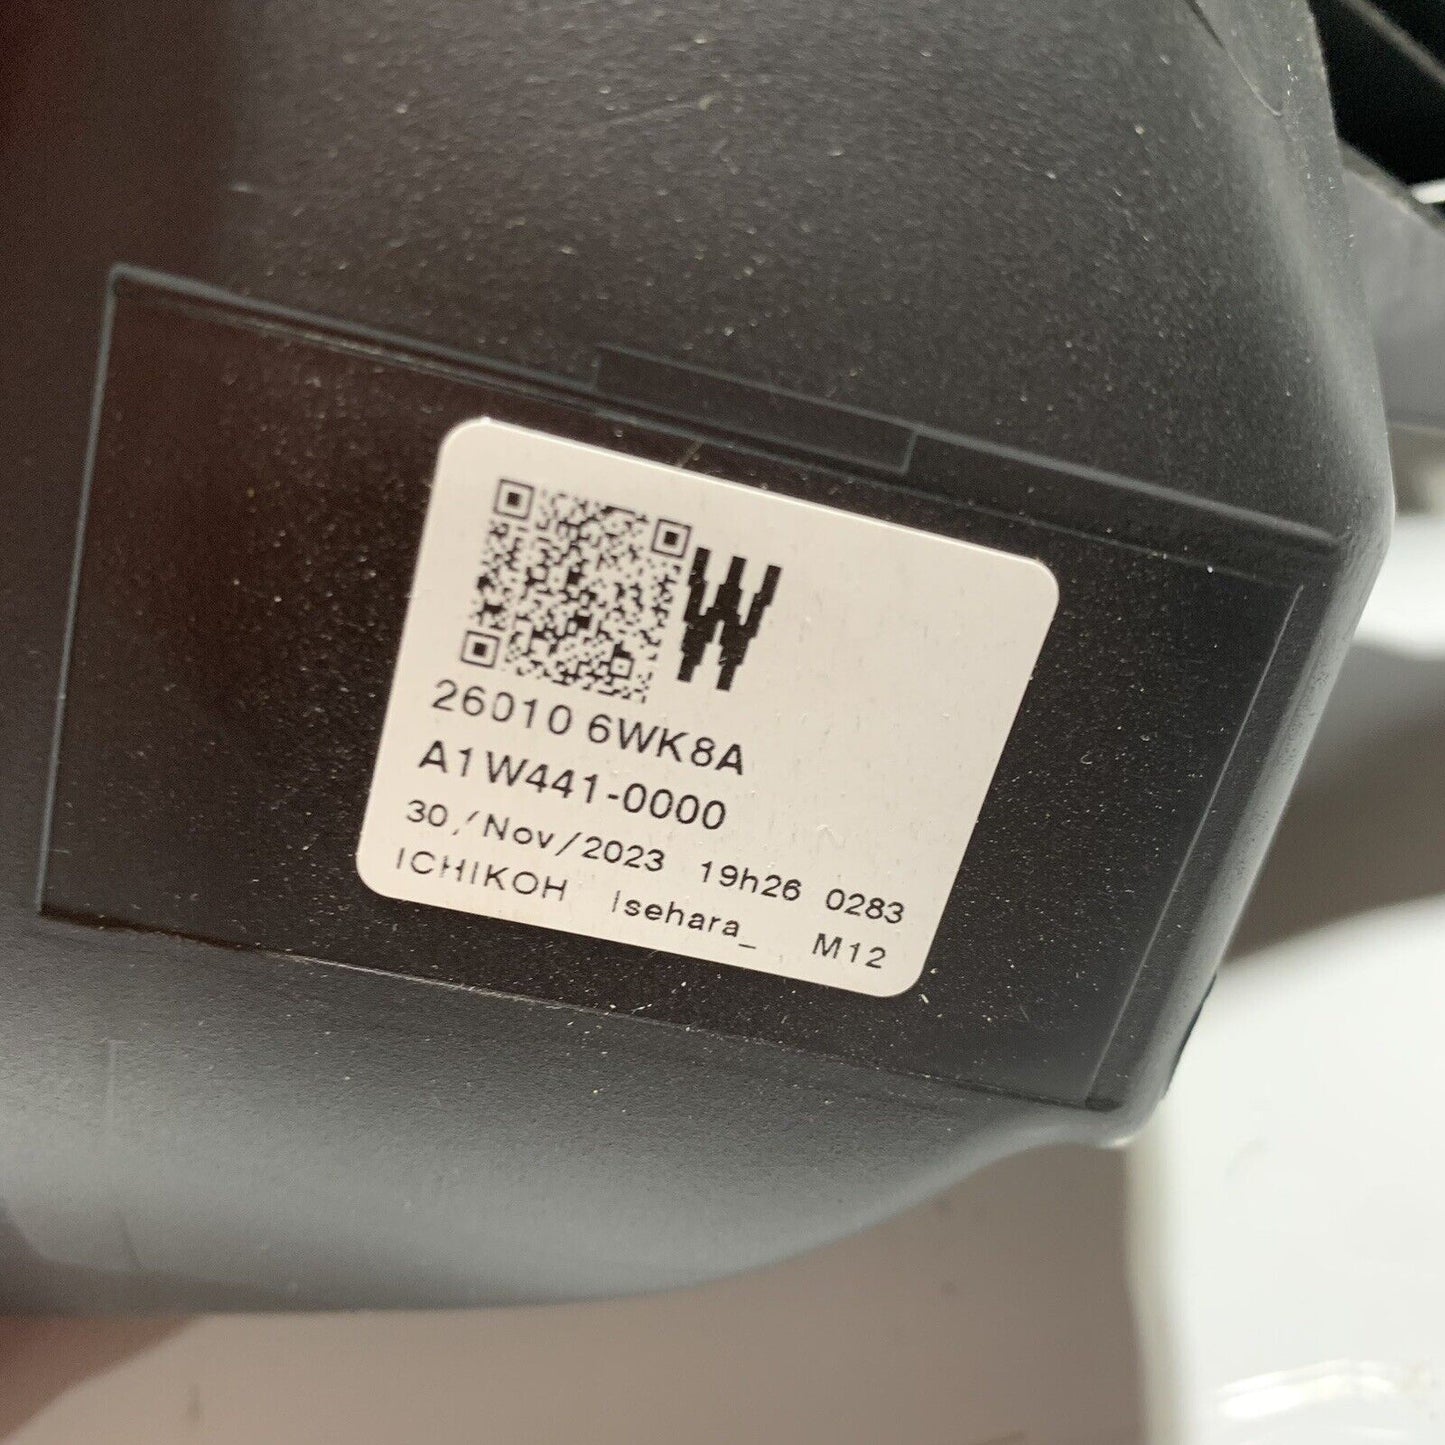 W
26010 6WK8A
A1W441-0000
30/Nov/2023 19h26 0283
ICHIKOH Isehara_ M12